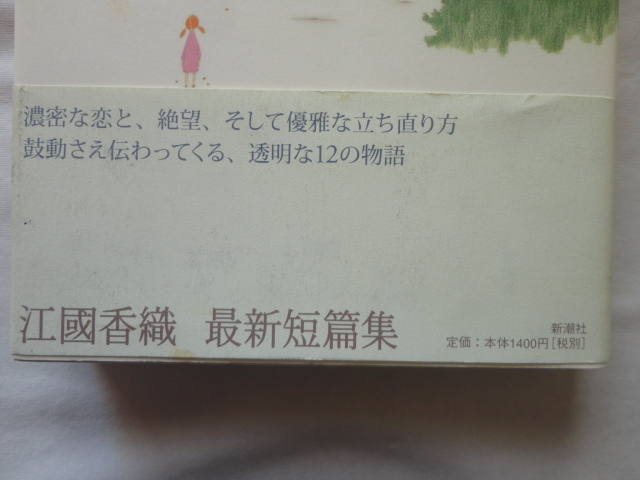 濃密な恋と、絶望、そして優雅な立ち直り方
鼓動さえ伝わってくる、透明な12の物語
江國香織 最新短篇集
新潮社
定価：本体1400円[税別]